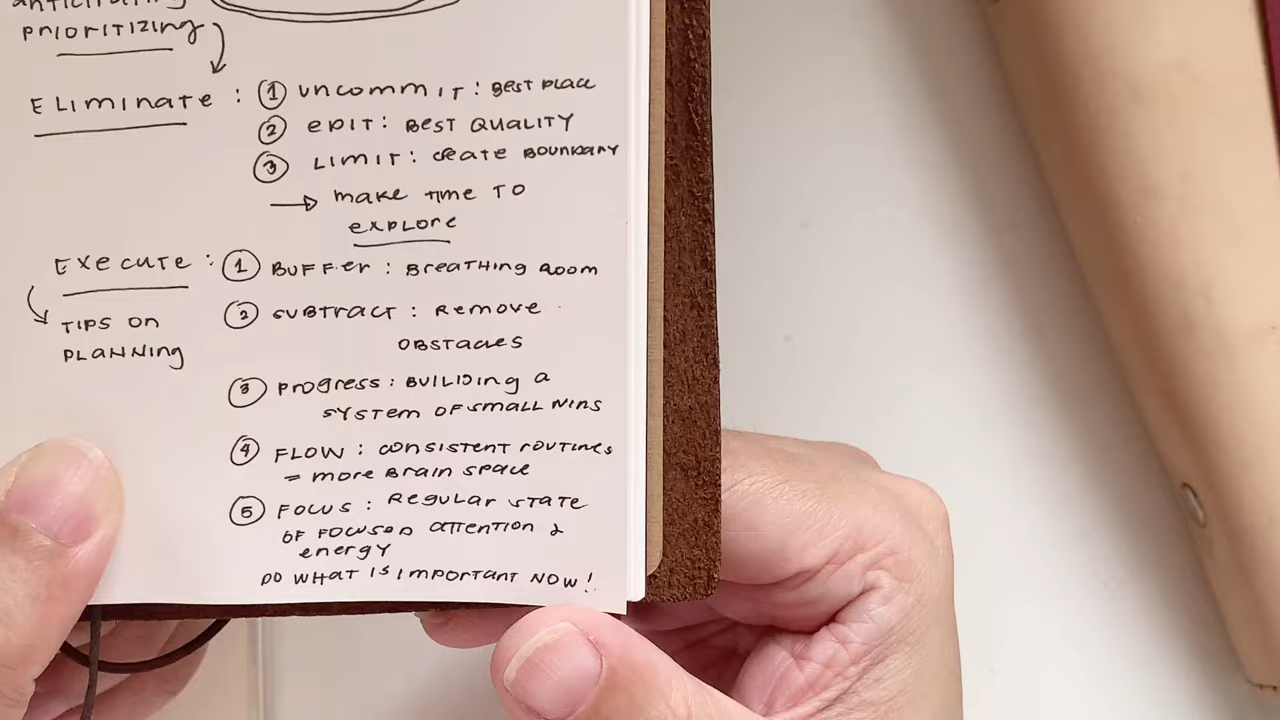 PRIORITIZING
ELIMINATE : ① UNCOMMIT : BEST PLACE
② EDIT : BEST QUALITY
③ LIMIT : CREATE BOUNDARY
→ MAKE TIME TO
EXPLORE
EXECUTE : ① BUFFER : BREATHING ROOM
TIPS ON
PLANNING
② SUBTRACT : REMOVE
OBSTACLES
③ PROGRESS : BUILDING A
SYSTEM OF SMALL WINS
④ FLOW : CONSISTENT ROUTINES
= MORE BRAIN SPACE
⑤ FOCUS : REGULAR STATE
OF FOCUSED ATTENTION &
ENERGY
DO WHAT IS IMPORTANT NOW!